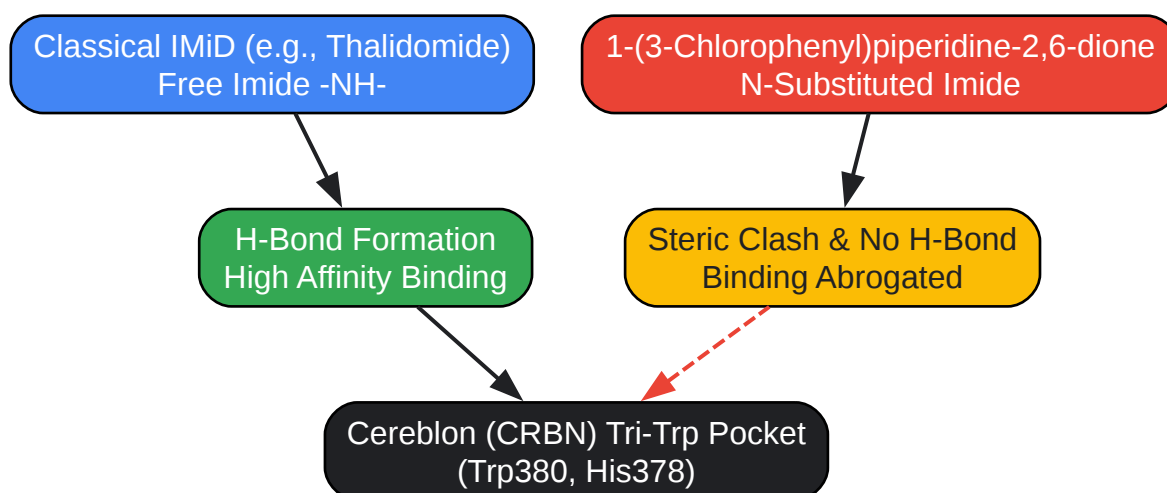 Classical IMiD (e.g., Thalidomide)
Free Imide -NH-
1-(3-Chlorophenyl)piperidine-2,6-dione
N-Substituted Imide
H-Bond Formation
High Affinity Binding
Steric Clash & No H-Bond
Binding Abrogated
Cereblon (CRBN) Tri-Trp Pocket
(Trp380, His378)